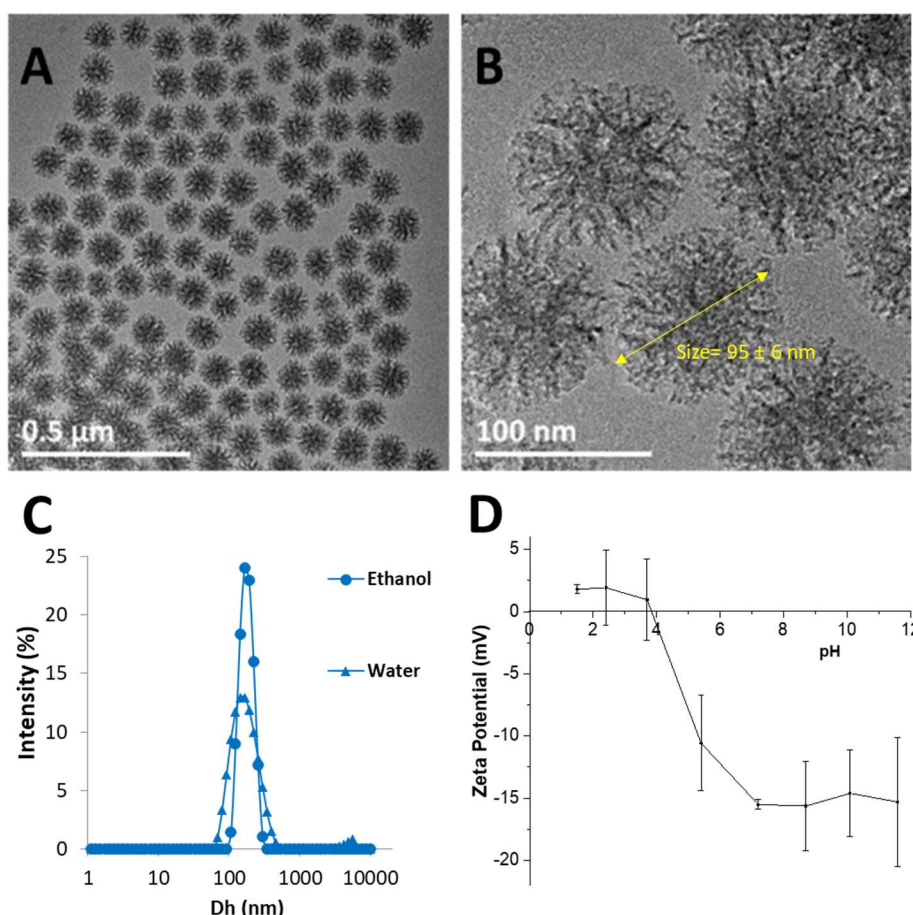 A
0.5 µm
B
Size= 95 ± 6 nm
100 nm
C
25
20
15
10
5
0
Intensity (%)
Ethanol
Water
1
10
100
1000
10000
Dh (nm)
D
5
0
-5
-10
-15
-20
Zeta Potential (mV)
0
2
4
6
8
10
12
pH